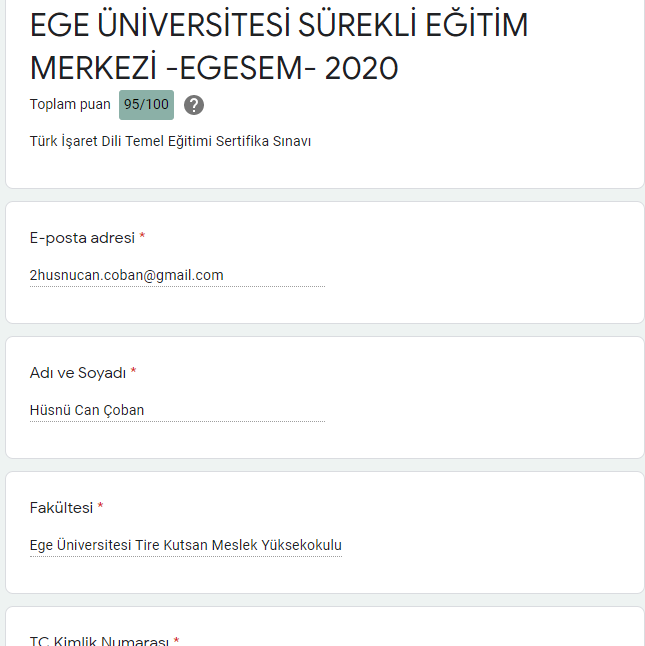 EGE ÜNİVERSİTESİ SÜREKLİ EĞİTİM
MERKEZİ -EGESEM- 2020
Toplam puan 95/100 ?
Türk İşaret Dili Temel Eğitimi Sertifika Sınavı
E-posta adresi *
2husnucan.coban@gmail.com
Adı ve Soyadı *
Hüsnü Can Çoban
Fakültesi *
Ege Üniversitesi Tire Kutsan Meslek Yüksekokulu
TC Kimlik Numarası *